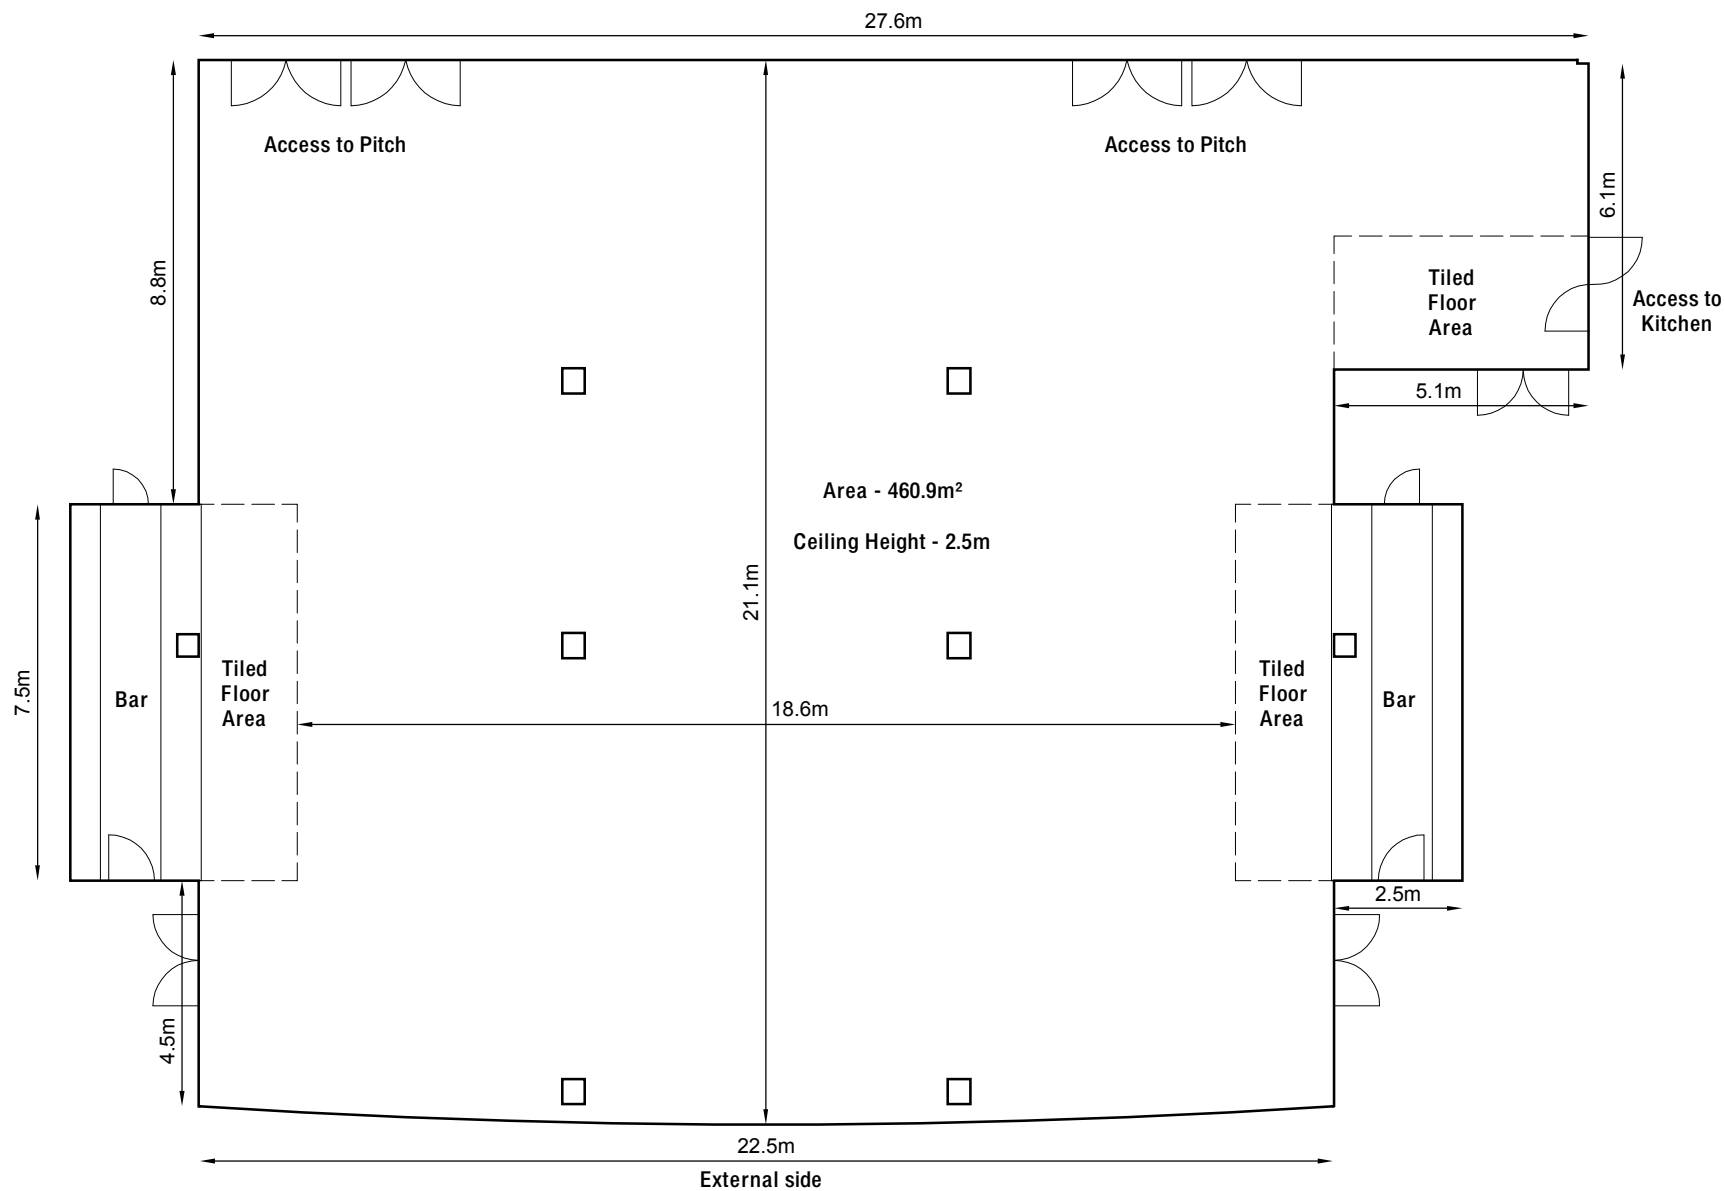 27.6m
Access to Pitch
Access to Pitch
6.1m
8.8m
Tiled
Floor
Area
Access to
Kitchen
5.1m
Area - 460.9m²
Ceiling Height - 2.5m
21.1m
7.5m
Bar
Tiled
Floor
Area
18.6m
Tiled
Floor
Area
Bar
2.5m
4.5m
22.5m
External side